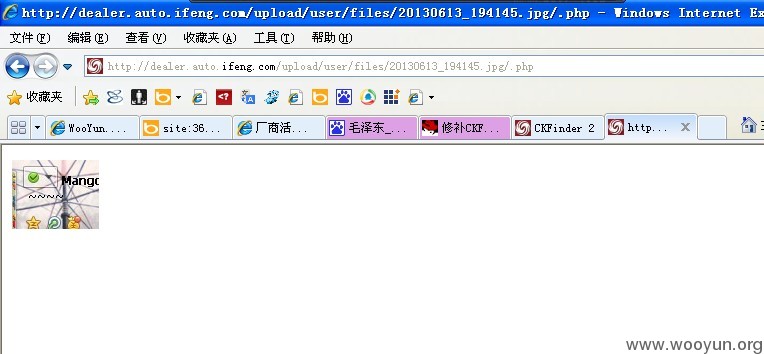 http://dealer.auto.ifeng.com/upload/user/files/20130613_194145.jpg/.php - Windows Internet Ex
文件(F) 编辑(E) 查看(V) 收藏夹(A) 工具(T) 帮助(H)
http://dealer.auto.ifeng.com/upload/user/files/20130613_194145.jpg/.php
收藏夹
WooYun.... site:36... 厂商活... 毛泽东_... 修补CKF... CKFinder 2 http...
Mango
~~~~
www.wooyun.org